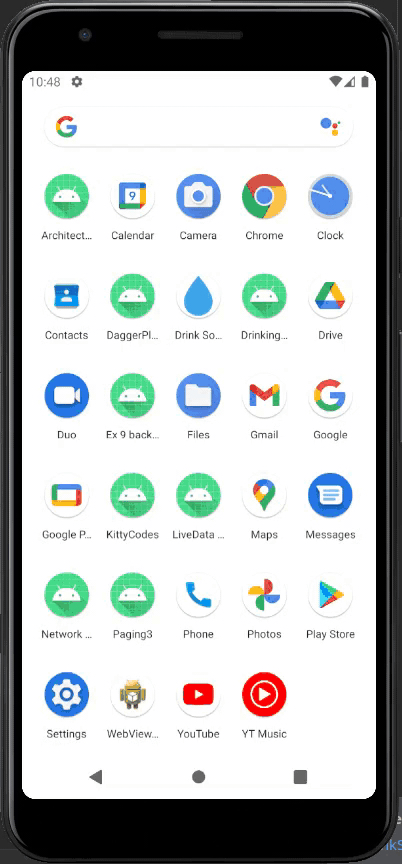 10:48
9
Architect...
Calendar
Camera
Chrome
Clock
Contacts
DaggerPl...
Drink So...
Drinking...
Drive
Duo
Ex 9 back...
Files
Gmail
Google
Google P...
KittyCodes
LiveData ...
Maps
Messages
Network ...
Paging3
Phone
Photos
Play Store
Settings
WebView...
YouTube
YT Music